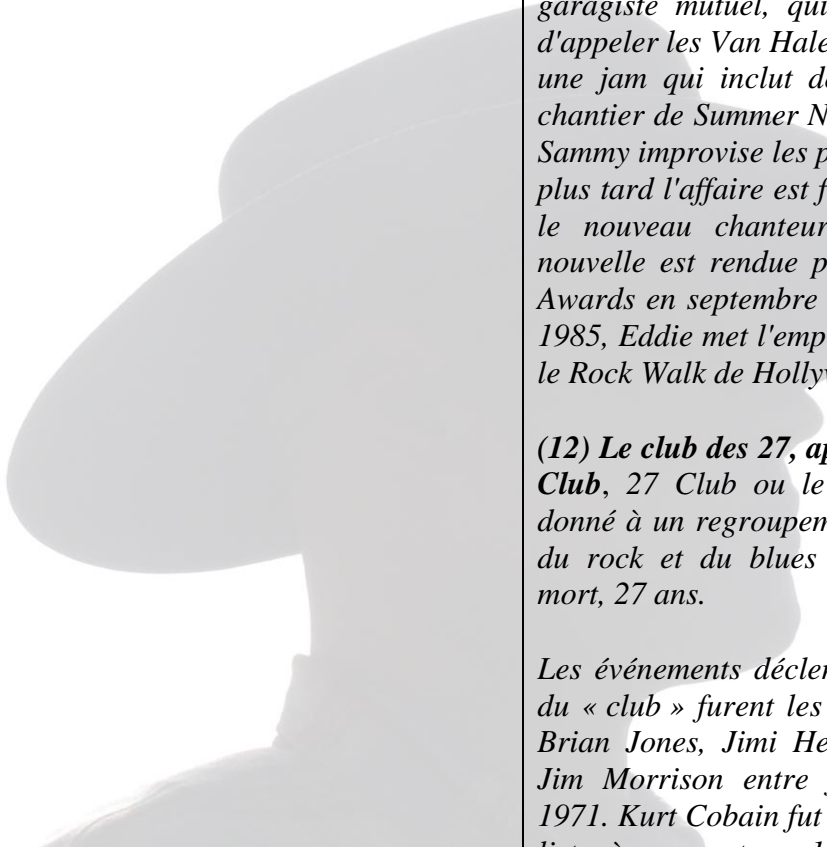 garagiste mutuel, qui
d'appeler les Van Hale
une jam qui inclut d
chantier de Summer N
Sammy improvise les p
plus tard l'affaire est f
le nouveau chanteur
nouvelle est rendue p
Awards en septembre
1985, Eddie met l'emp
le Rock Walk de Holly
(12) Le club des 27, ap
Club, 27 Club ou le
donné à un regroupem
du rock et du blues
mort, 27 ans.
Les événements décler
du « club » furent les
Brian Jones, Jimi He
Jim Morrison entre
1971. Kurt Cobain fut